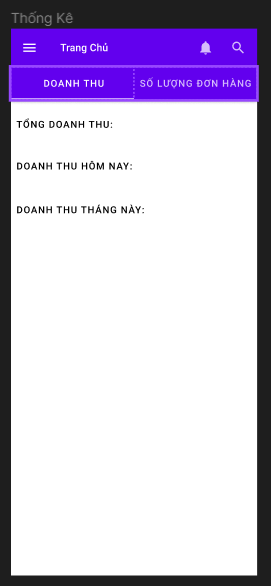 Thống Kê
Trang Chủ
DOANH THU
SỐ LƯỢNG ĐƠN HÀNG
TỔNG DOANH THU:
DOANH THU HÔM NAY:
DOANH THU THÁNG NÀY: